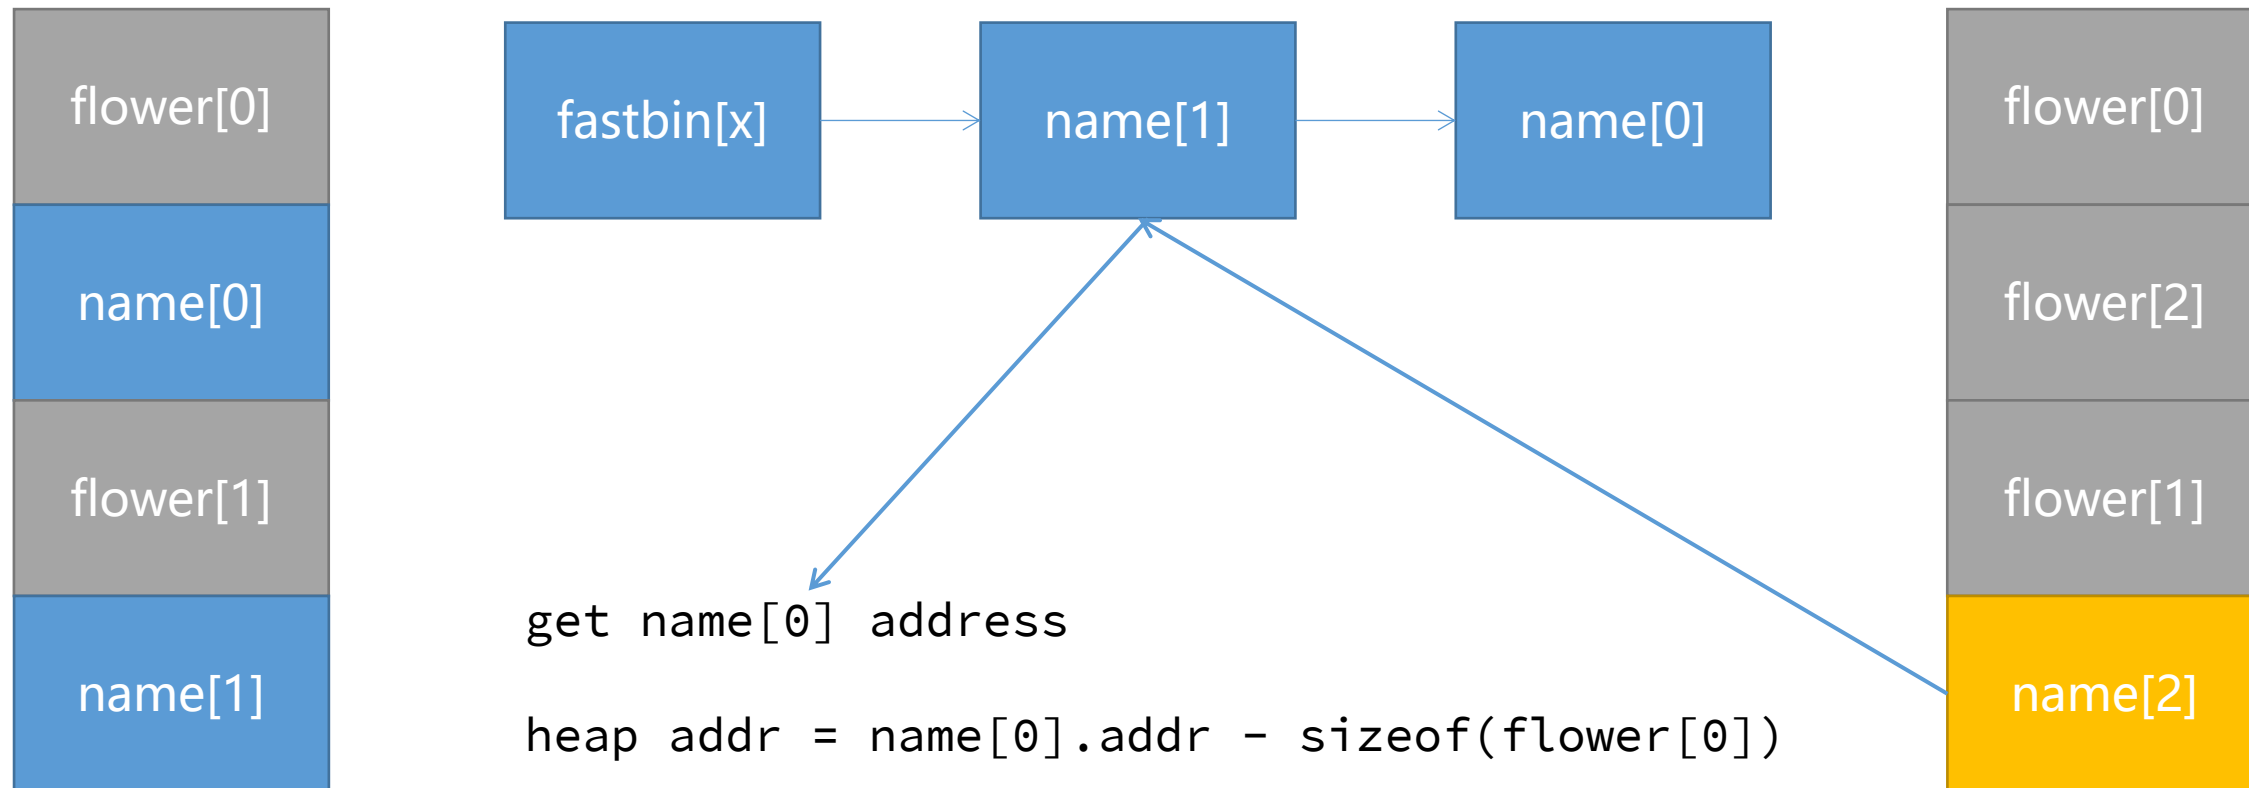 flower[0]
name[0]
flower[1]
name[1]
fastbin[x]
name[1]
name[0]
get name[0] address
heap addr = name[0].addr - sizeof(flower[0])
flower[0]
flower[2]
flower[1]
name[2]